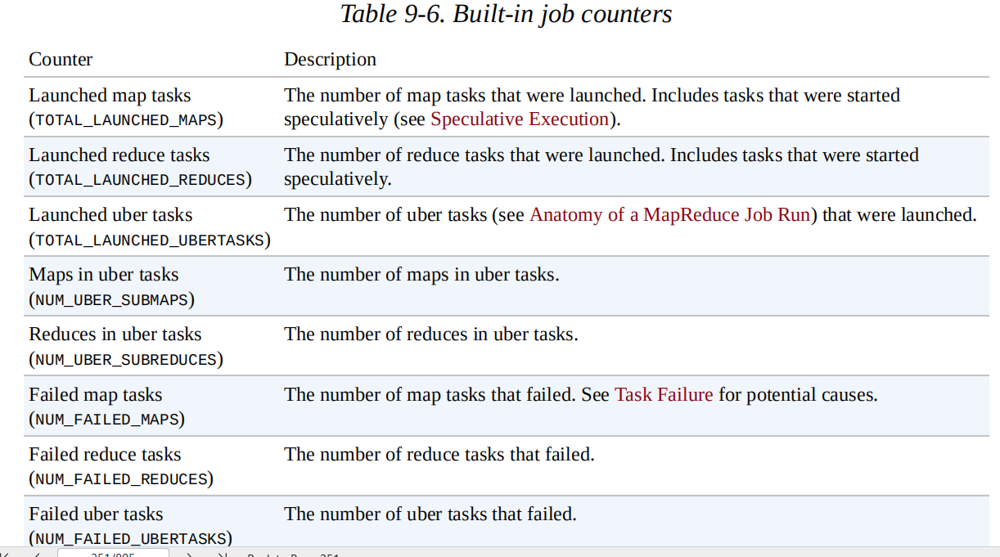 Table 9-6. Built-in job counters
Counter Description
Launched map tasks The number of map tasks that were launched. Includes tasks that were started
(TOTAL_LAUNCHED_MAPS) speculatively (see Speculative Execution).
Launched reduce tasks The number of reduce tasks that were launched. Includes tasks that were started
(TOTAL_LAUNCHED_REDUCES) speculatively.
Launched uber tasks The number of uber tasks (see Anatomy of a MapReduce Job Run) that were launched.
(TOTAL_LAUNCHED_UBERTASKS)
Maps in uber tasks The number of maps in uber tasks.
(NUM_UBER_SUBMAPS)
Reduces in uber tasks The number of reduces in uber tasks.
(NUM_UBER_SUBREDUCES)
Failed map tasks The number of map tasks that failed. See Task Failure for potential causes.
(NUM_FAILED_MAPS)
Failed reduce tasks The number of reduce tasks that failed.
(NUM_FAILED_REDUCES)
Failed uber tasks The number of uber tasks that failed.
(NUM_FAILED_UBERTASKS)